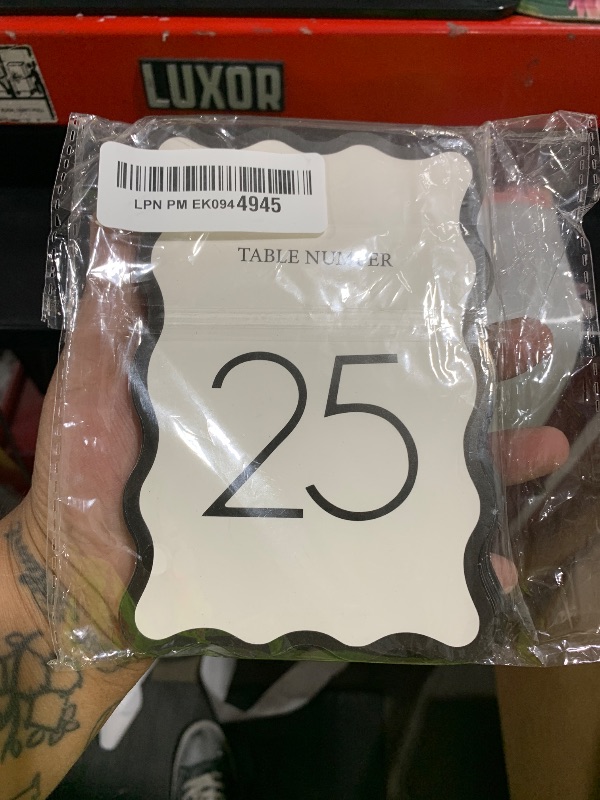 LUXOR
LPN PM EK0944945
TABLE NUMBER
25